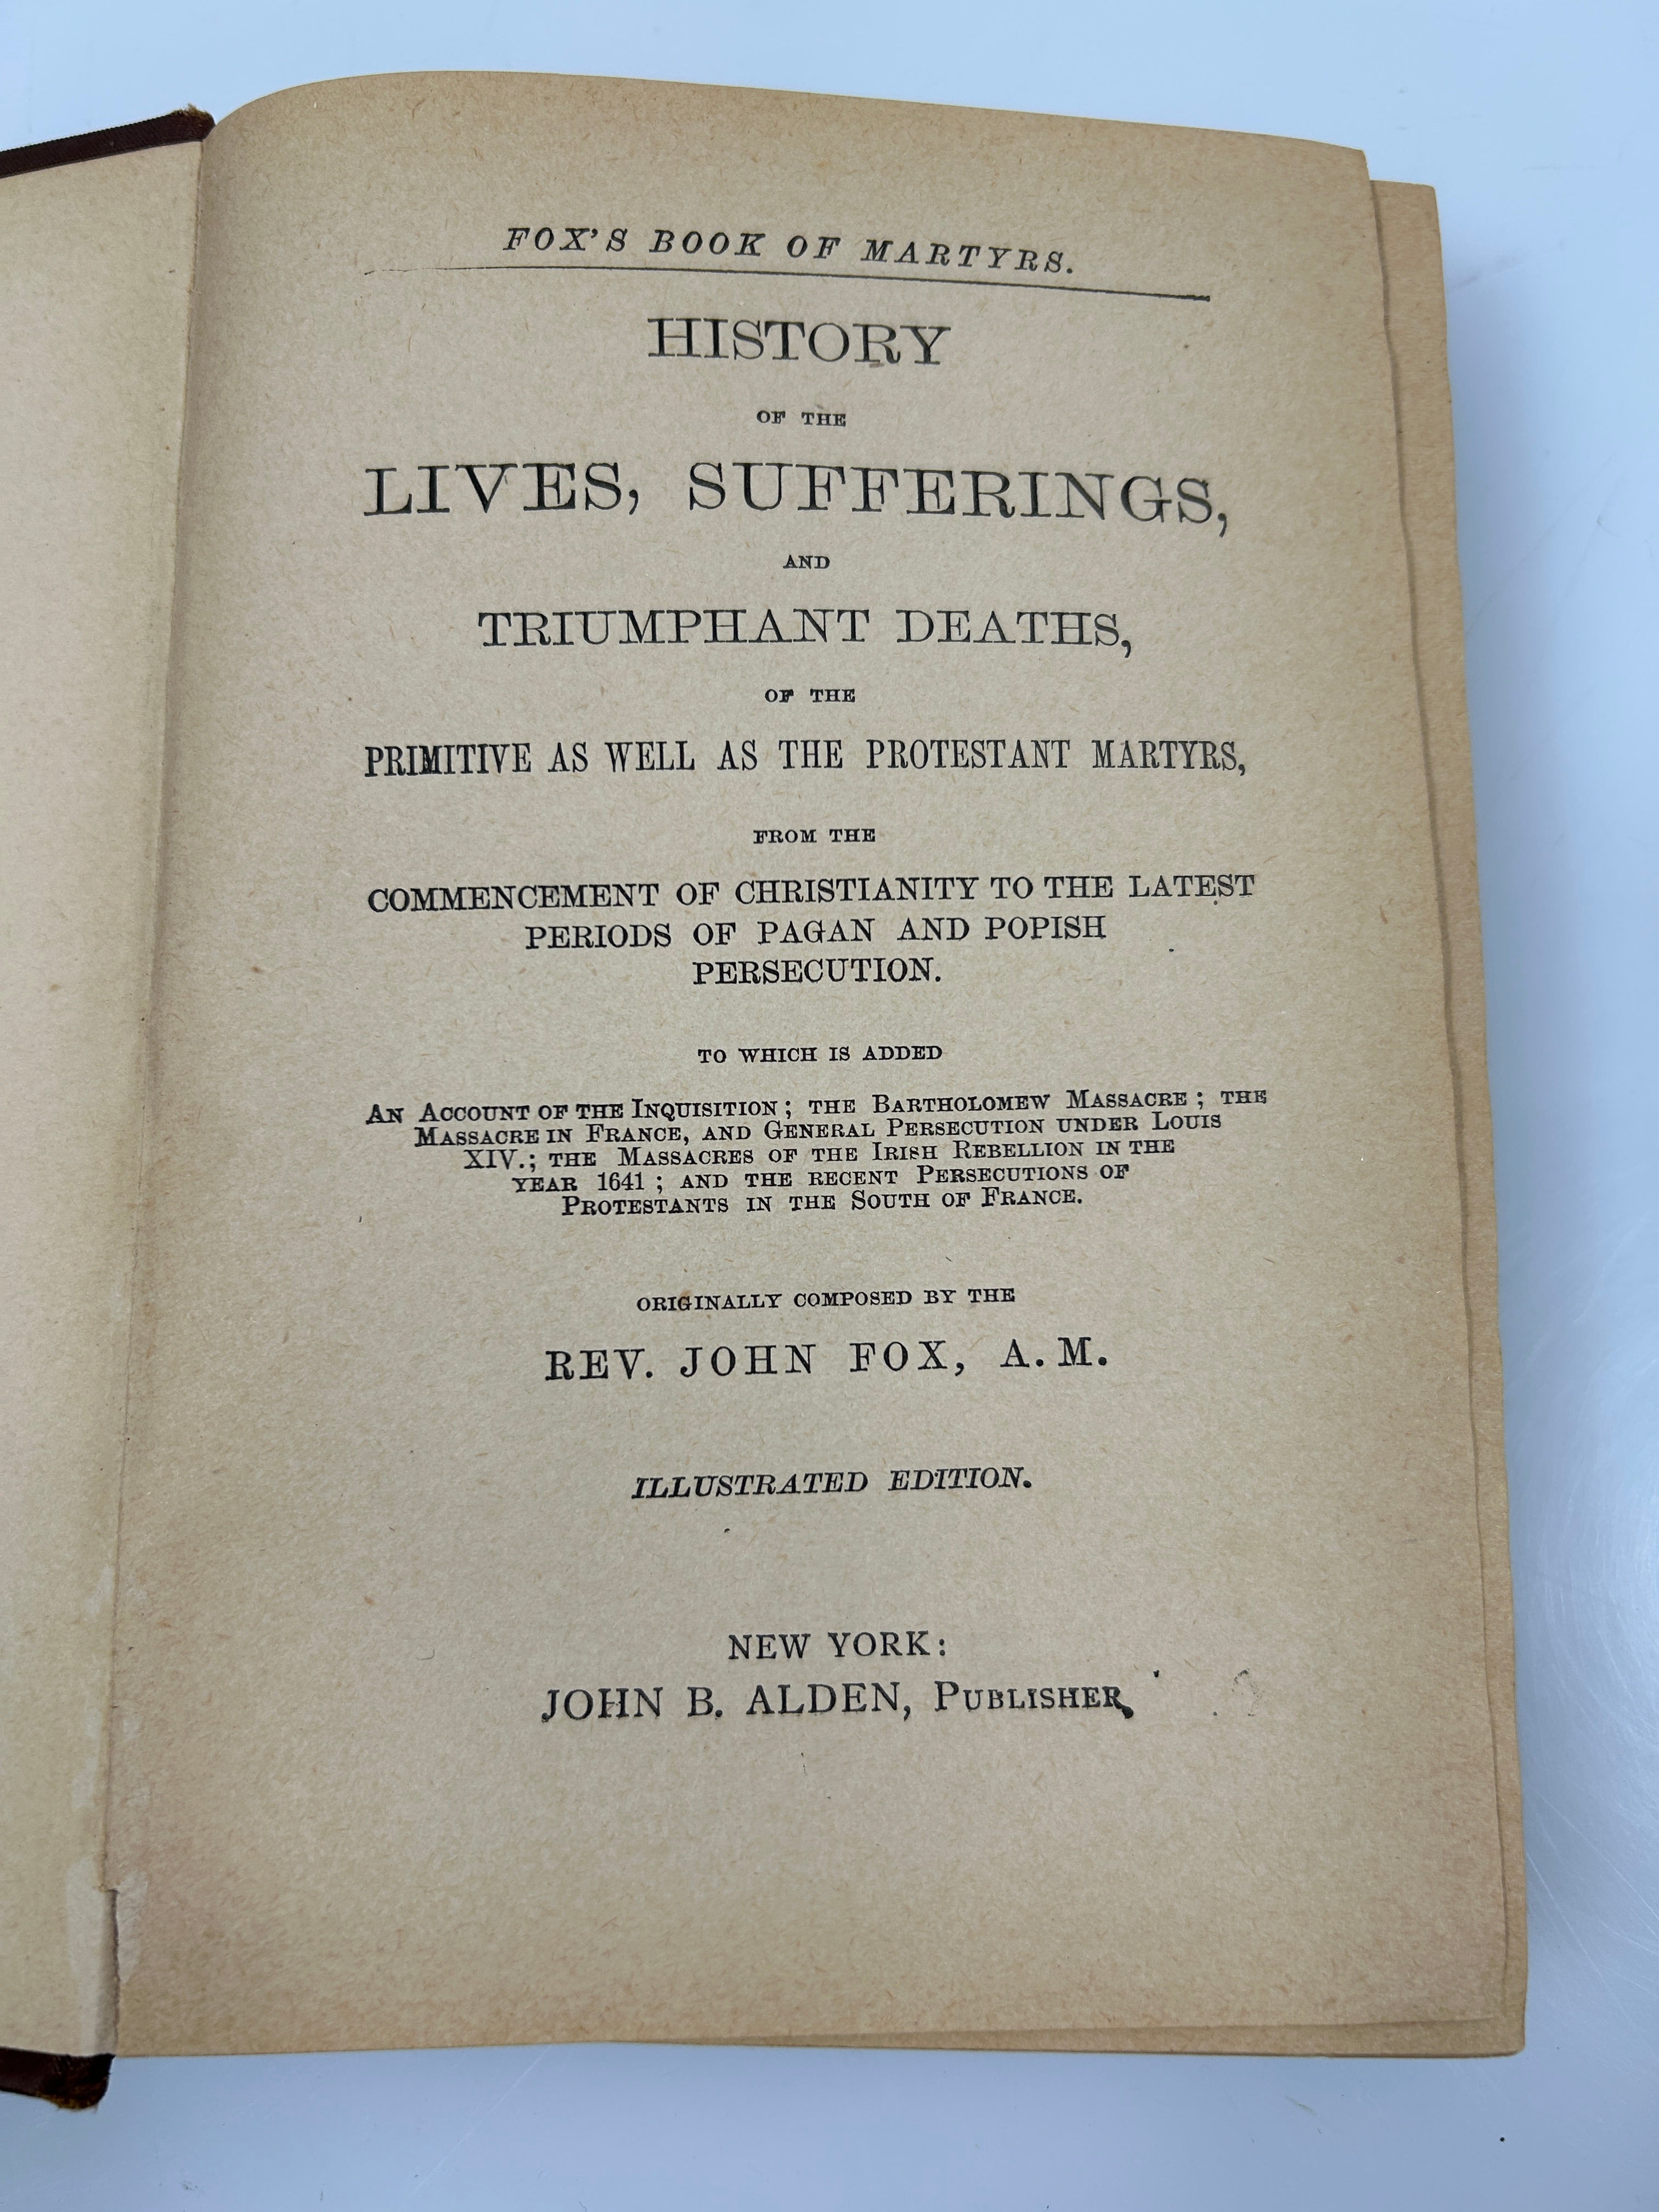 FOX'S BOOK OF MARTYRS.
HISTORY
OF THE
LIVES, SUFFERINGS,
AND
TRIUMPHANT DEATHS,
OF THE
PRIMITIVE AS WELL AS THE PROTESTANT MARTYRS,
FROM THE
COMMENCEMENT OF CHRISTIANITY TO THE LATEST
PERIODS OF PAGAN AND POPISH
PERSECUTION.
TO WHICH IS ADDED
AN ACCOUNT OF THE INQUISITION; THE BARTHOLOMEW MASSACRE; THE
MASSACRE IN FRANCE, AND GENERAL PERSECUTION UNDER LOUIS
XIV.; THE MASSACRES OF THE IRISH REBELLION IN THE
YEAR 1641; AND THE RECENT PERSECUTIONS OF
PROTESTANTS IN THE SOUTH OF FRANCE.
ORIGINALLY COMPOSED BY THE
REV. JOHN FOX, A. M.
ILLUSTRATED EDITION.
NEW YORK:
JOHN B. ALDEN, PUBLISHER